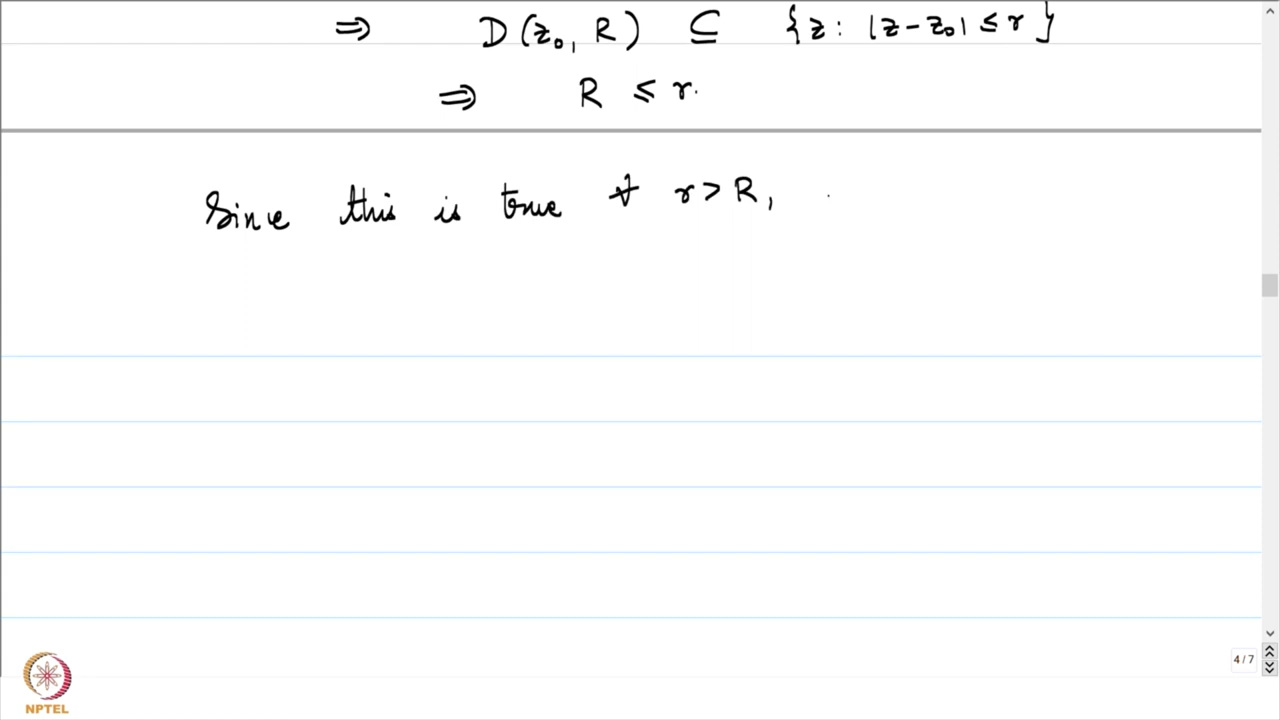 ⇒ D(z₀, R) ⊆ {z : |z - z₀| ≤ r}
⇒ R ≤ r.
Since this is true ∀ r > R,
4 / 7
NPTEL